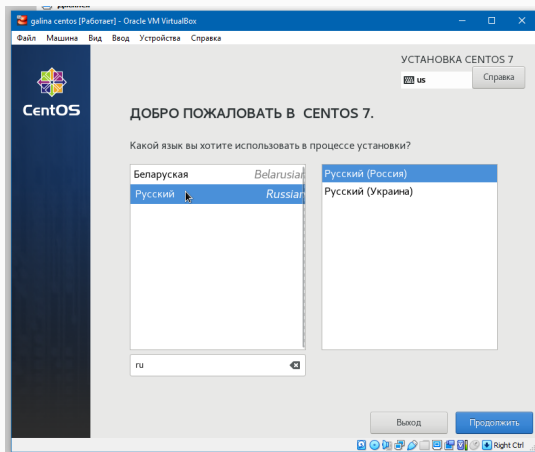 galina centos [Работает] - Oracle VM VirtualBox
Файл Машина Вид Ввод Устройства Справка
УСТАНОВКА CENTOS 7
us
Справка
CentOS
ДОБРО ПОЖАЛОВАТЬ В CENTOS 7.
Какой язык вы хотите использовать в процессе установки?
Беларуская Belarusian
Русский Russian
Русский (Россия)
Русский (Украина)
ru
Выход
Продолжить
Right Ctrl